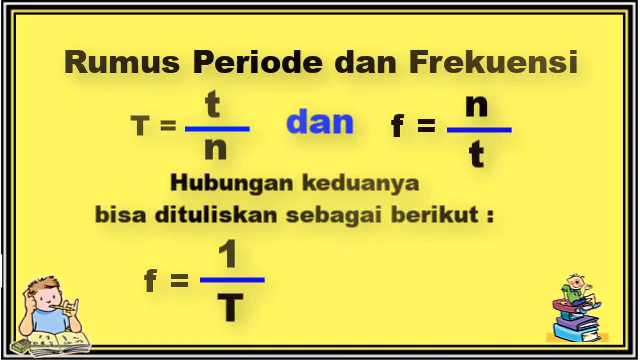 Rumus Periode dan Frekuensi
T = t/n dan f = n/t
Hubungan keduanya
bisa dituliskan sebagai berikut :
f = 1/T